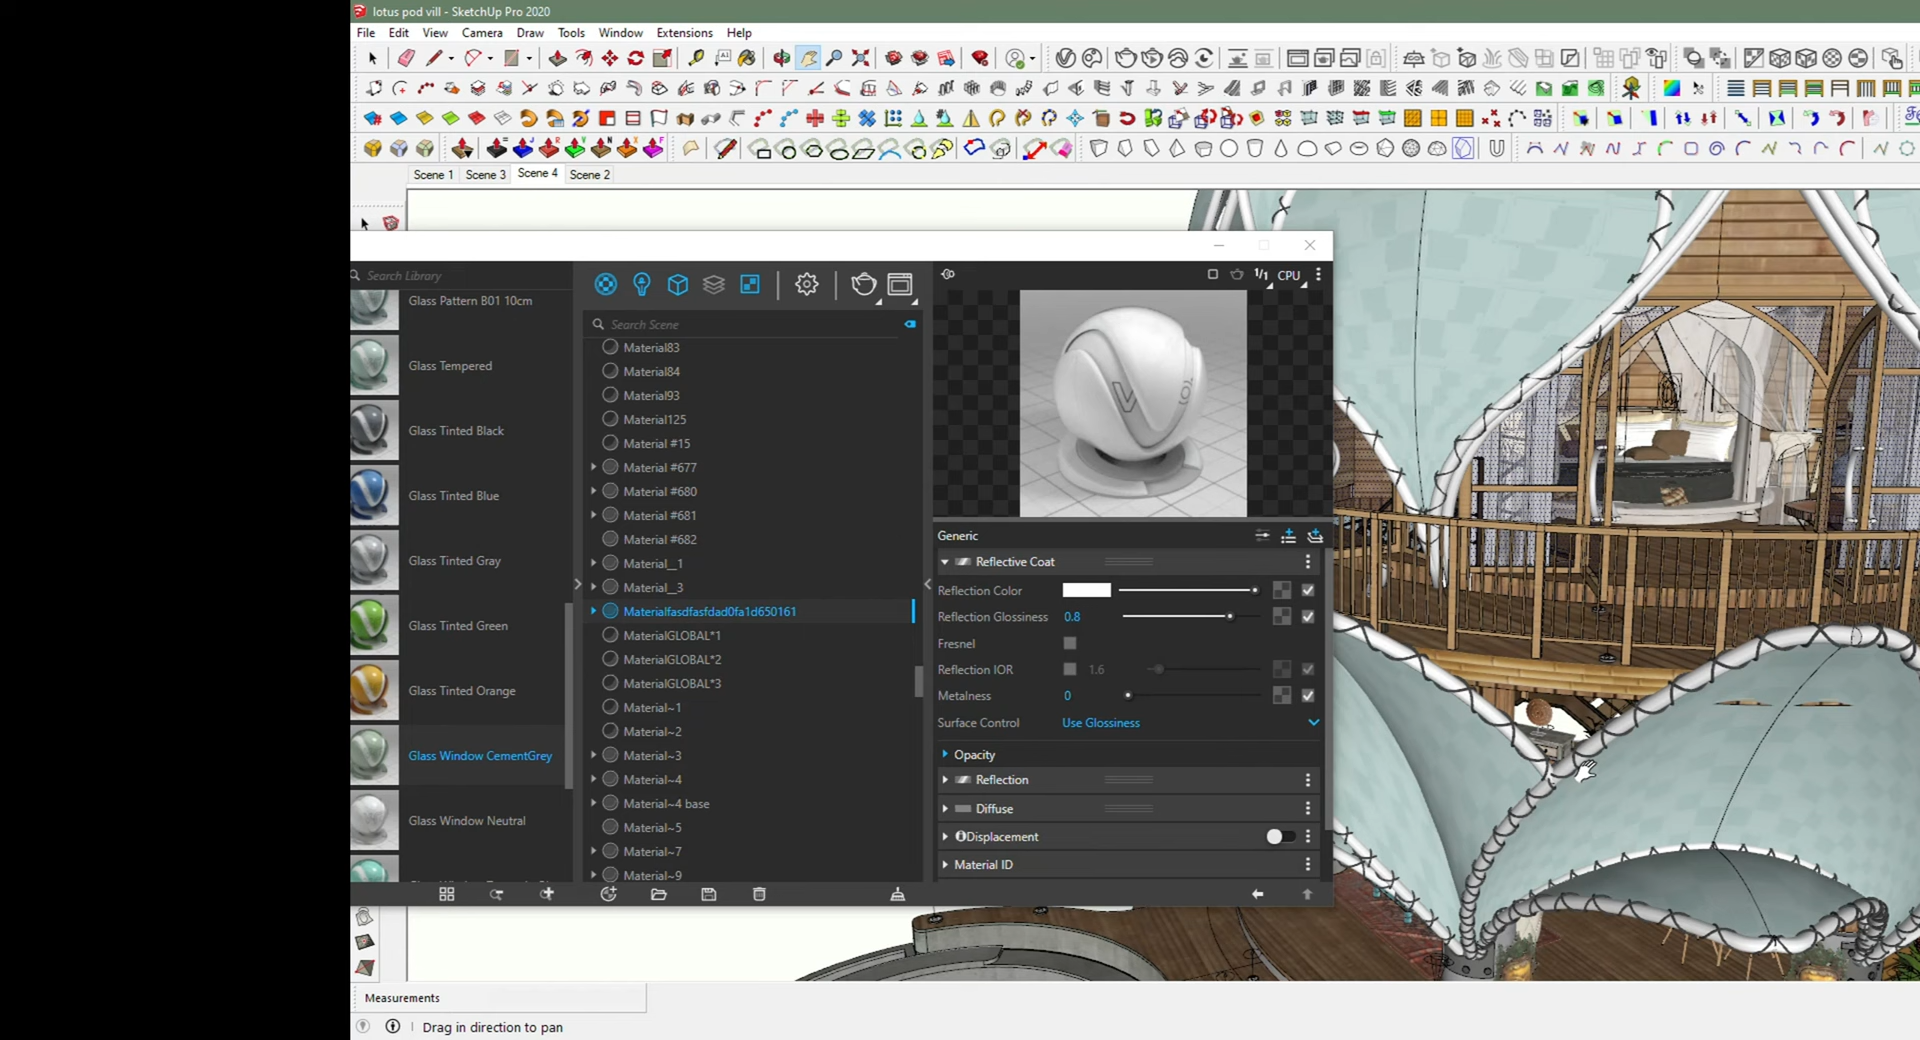 lotus pod vill - SketchUp Pro 2020
File Edit View Camera Draw Tools Window Extensions Help
Scene 1 Scene 3 Scene 4 Scene 2
Search Library
Glass Pattern B01 10cm
Glass Tempered
Glass Tinted Black
Glass Tinted Blue
Glass Tinted Gray
Glass Tinted Green
Glass Tinted Orange
Glass Window CementGrey
Glass Window Neutral
Search Scene
Material83
Material84
Material93
Material125
Material #15
Material #677
Material #680
Material #681
Material #682
Material__1
Material__3
Materialfasdfasfdad0fa1d650161
MaterialGLOBAL*1
MaterialGLOBAL*2
MaterialGLOBAL*3
Material~1
Material~2
Material~3
Material~4
Material~4 base
Material~5
Material~7
Material~9
1/1 CPU
Generic
Reflective Coat
Reflection Color
Reflection Glossiness 0.8
Fresnel
Reflection IOR 1.6
Metalness 0
Surface Control Use Glossiness
Opacity
Reflection
Diffuse
Displacement
Material ID
Measurements
Drag in direction to pan